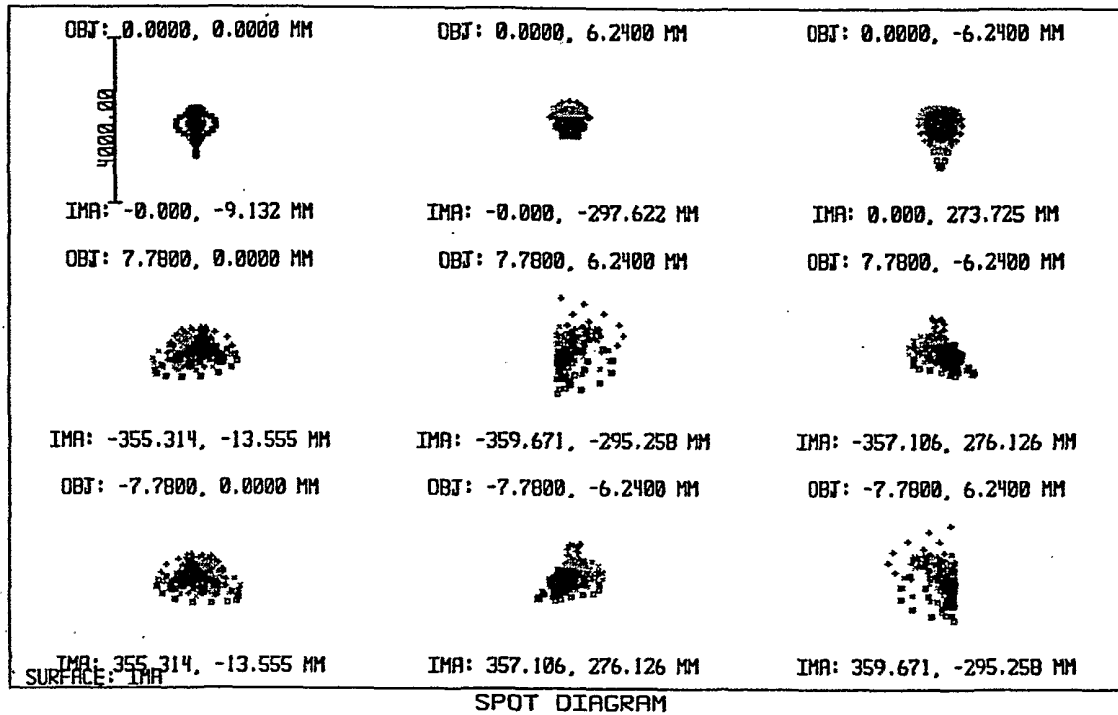 OBJ: 0.0000, 0.0000 MM
OBJ: 0.0000, 6.2400 MM
OBJ: 0.0000, -6.2400 MM
4000.00
IMA: -0.000, -9.132 MM
IMA: -0.000, -297.622 MM
IMA: 0.000, 273.725 MM
OBJ: 7.7800, 0.0000 MM
OBJ: 7.7800, 6.2400 MM
OBJ: 7.7800, -6.2400 MM
IMA: -355.314, -13.555 MM
IMA: -359.671, -295.258 MM
IMA: -357.106, 276.126 MM
OBJ: -7.7800, 0.0000 MM
OBJ: -7.7800, -6.2400 MM
OBJ: -7.7800, 6.2400 MM
IMA: 355.314, -13.555 MM
IMA: 357.106, 276.126 MM
IMA: 359.671, -295.258 MM
SURFACE: IMA
SPOT DIAGRAM